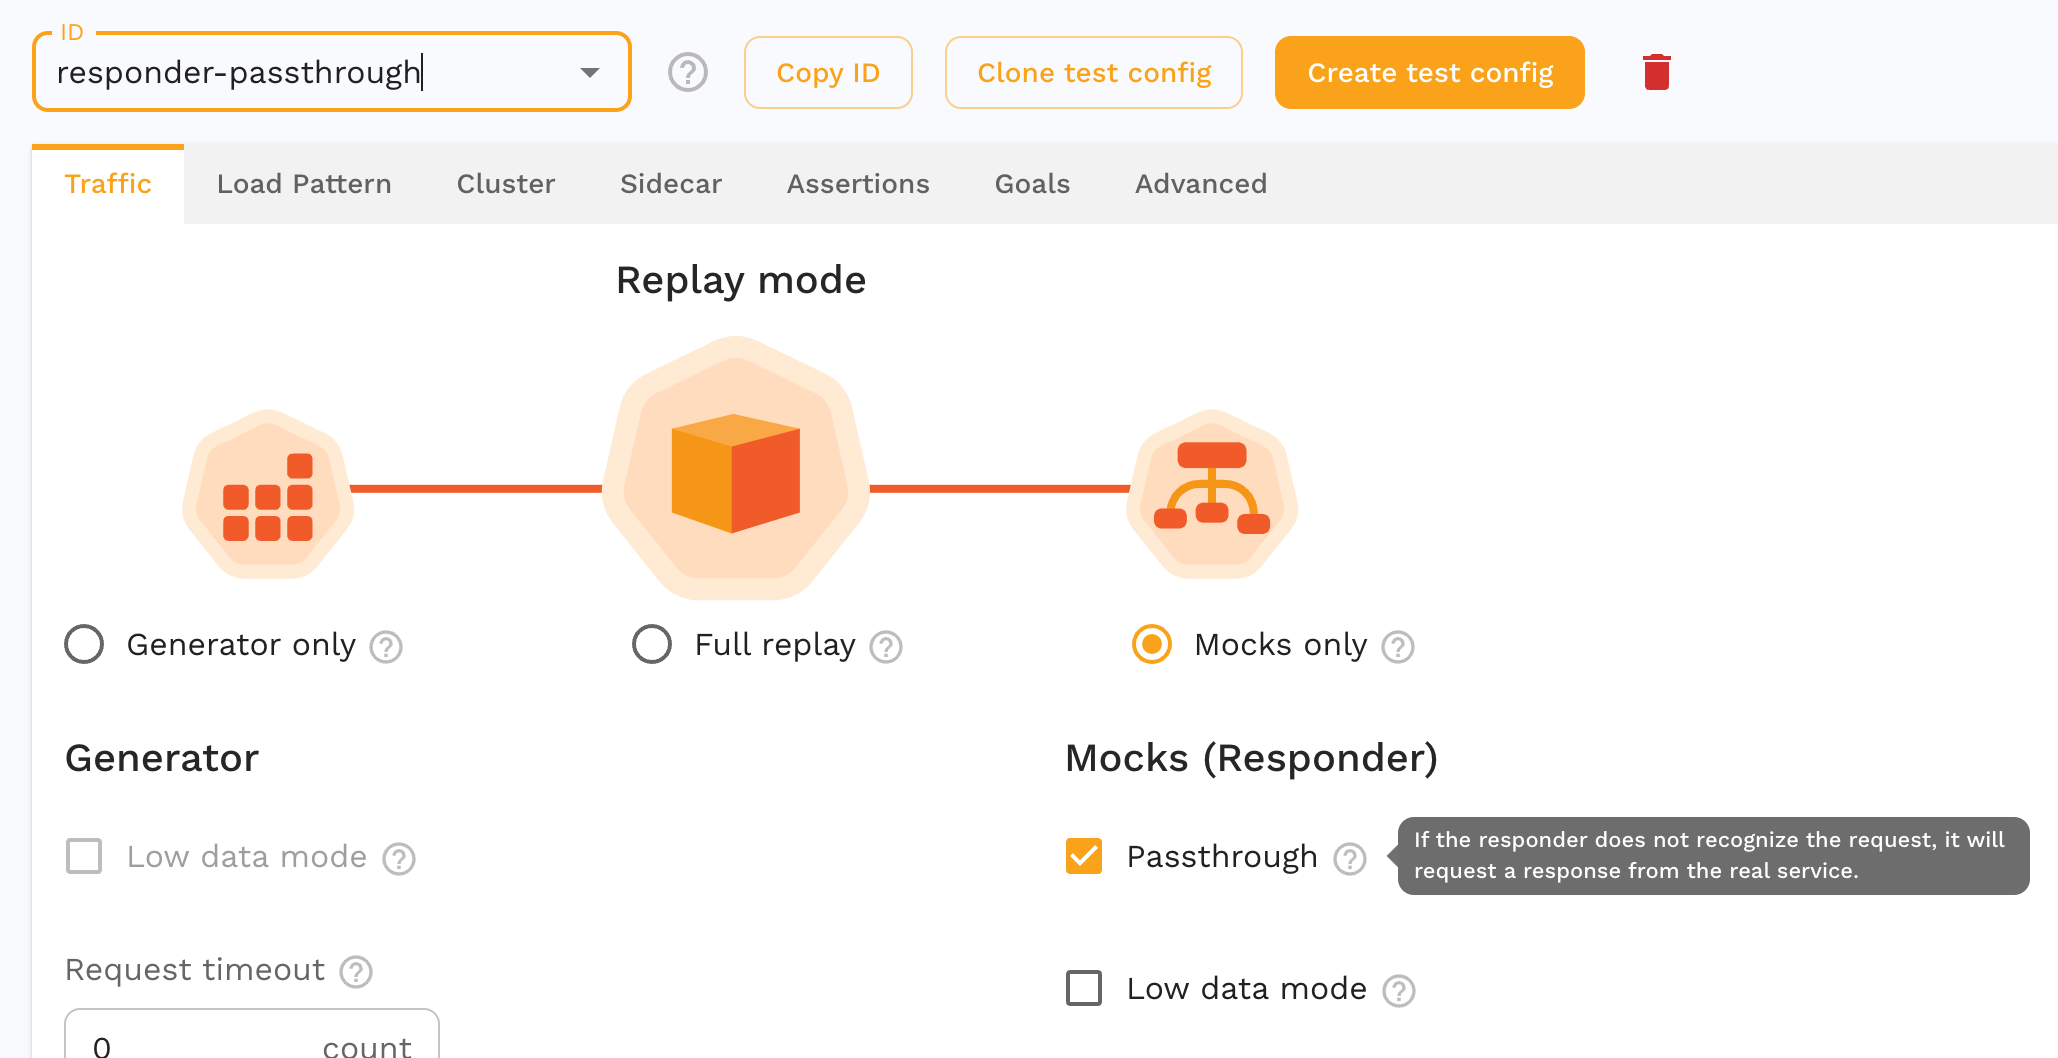 ID
responder-passthrough
Copy ID
Clone test config
Create test config
Traffic
Load Pattern
Cluster
Sidecar
Assertions
Goals
Advanced
Replay mode
Generator only
Full replay
Mocks only
Generator
Mocks (Responder)
Low data mode
Passthrough
If the responder does not recognize the request, it will
request a response from the real service.
Request timeout
Low data mode
0
count